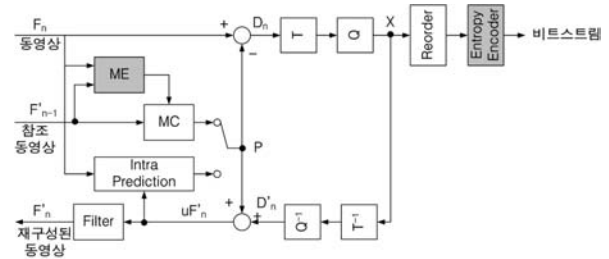 Fn
동영상
+
Dn
T
Q
X
Reorder
Entropy
Encoder
비트스트림
−
ME
F'n−1
참조
동영상
MC
P
Intra
Prediction
F'n
재구성된
동영상
Filter
uF'n
+
+
D'n
Q-1
T-1